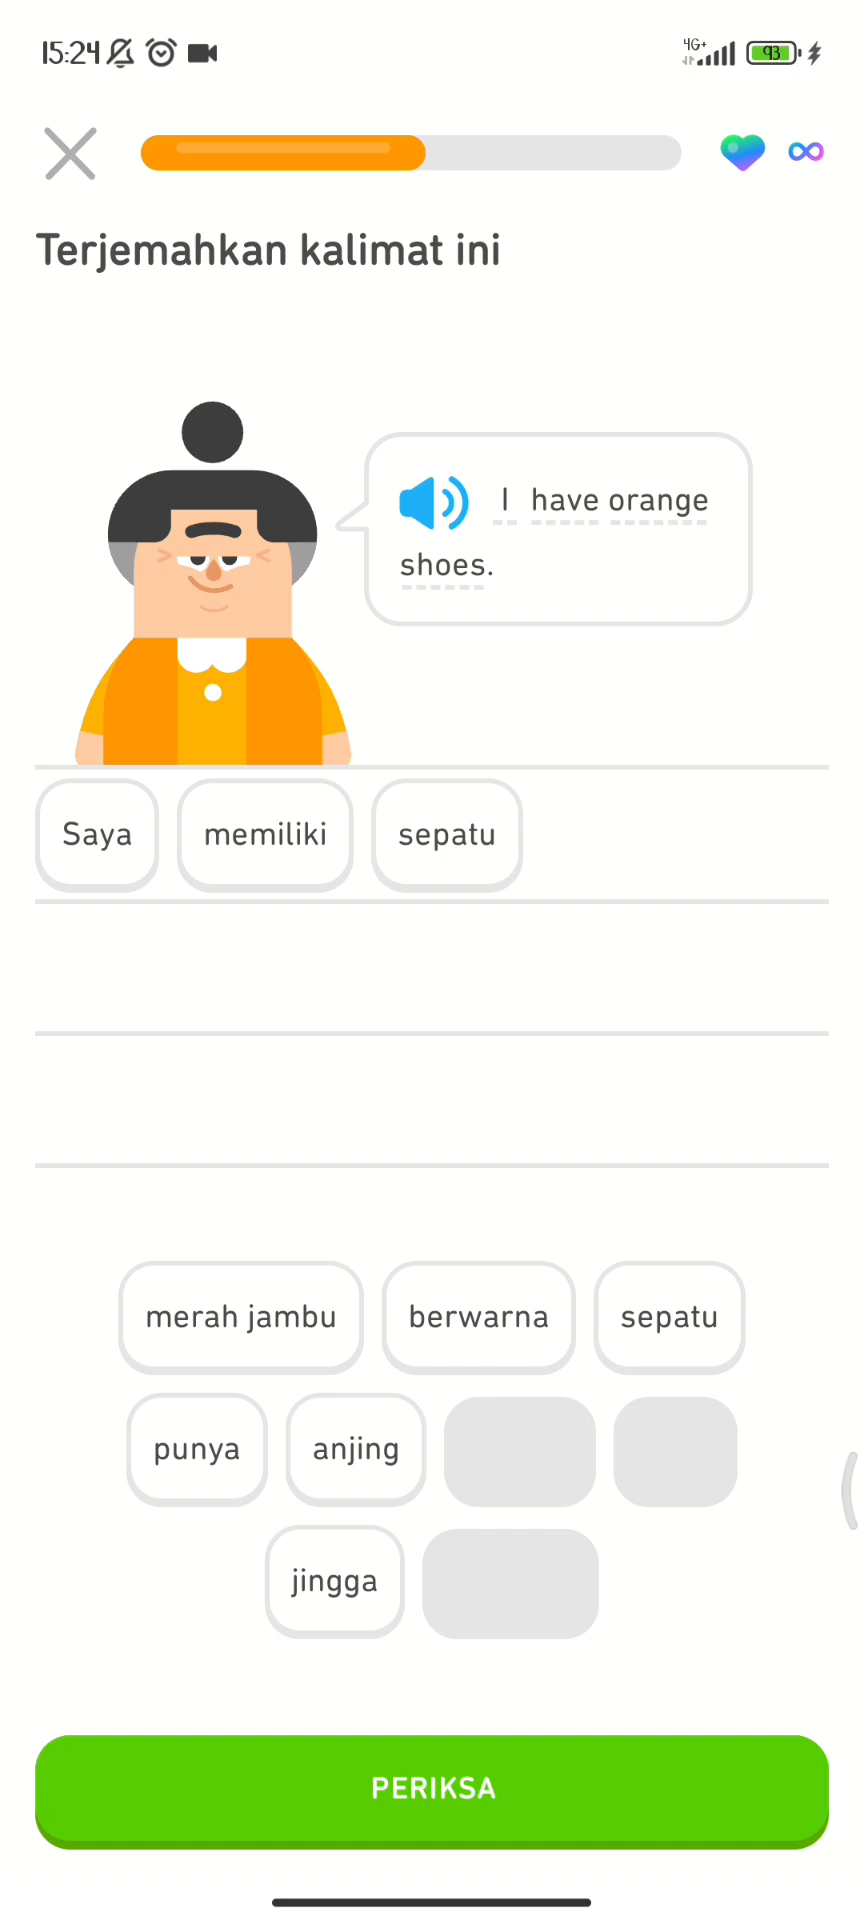 15:24 4G+ 93
Terjemahkan kalimat ini
I have orange
shoes.
Saya memiliki sepatu
merah jambu berwarna sepatu
punya anjing
jingga
PERIKSA